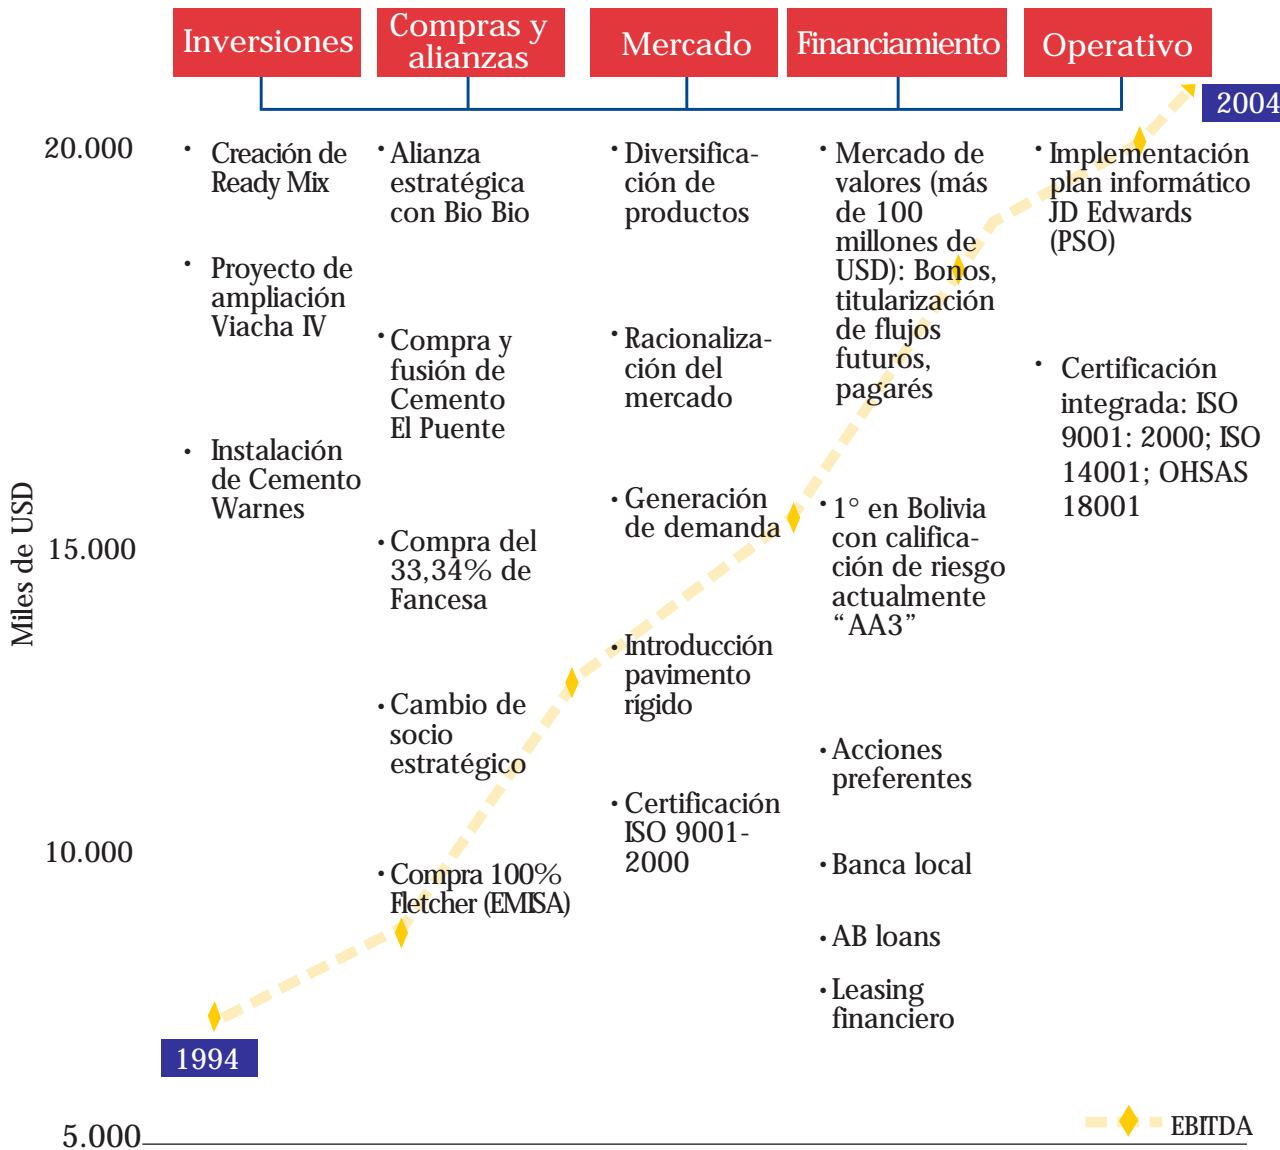 Inversiones
Compras y
alianzas
Mercado
Financiamiento
Operativo
2004
20.000
15.000
10.000
5.000
Miles de USD
· Creación de
Ready Mix
· Proyecto de
ampliación
Viacha IV
· Instalación
de Cemento
Warnes
· Alianza
estratégica
con Bio Bio
· Compra y
fusión de
Cemento
El Puente
· Compra del
33,34% de
Fancesa
· Cambio de
socio
estratégico
· Compra 100%
Fletcher (EMISA)
· Diversifica-
ción de
productos
· Racionaliza-
ción del
mercado
· Generación
de demanda
· Introducción
pavimento
rígido
· Certificación
ISO 9001-
2000
· Mercado de
valores (más
de 100
millones de
USD): Bonos,
titularización
de flujos
futuros,
pagarés
· 1° en Bolivia
con califica-
ción de riesgo
actualmente
“AA3”
· Acciones
preferentes
· Banca local
· AB loans
· Leasing
financiero
· Implementación
plan informático
JD Edwards
(PSO)
· Certificación
integrada: ISO
9001: 2000; ISO
14001; OHSAS
18001
1994
EBITDA